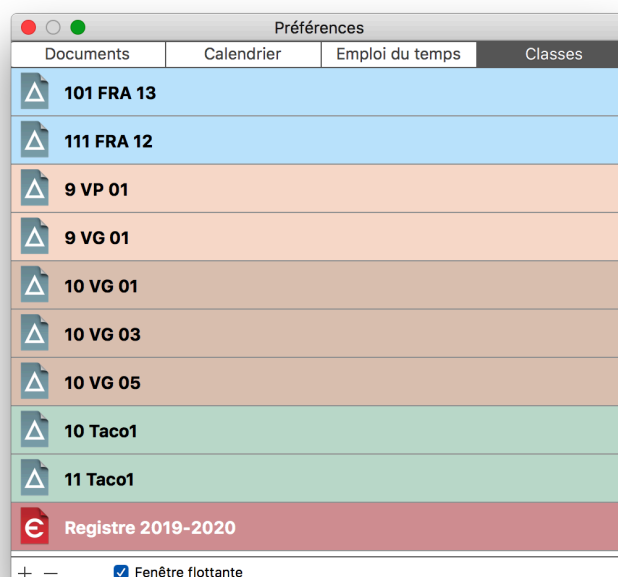 Préférences
Documents Calendrier Emploi du temps Classes
101 FRA 13
111 FRA 12
9 VP 01
9 VG 01
10 VG 01
10 VG 03
10 VG 05
10 Taco1
11 Taco1
Registre 2019-2020
+ − Fenêtre flottante